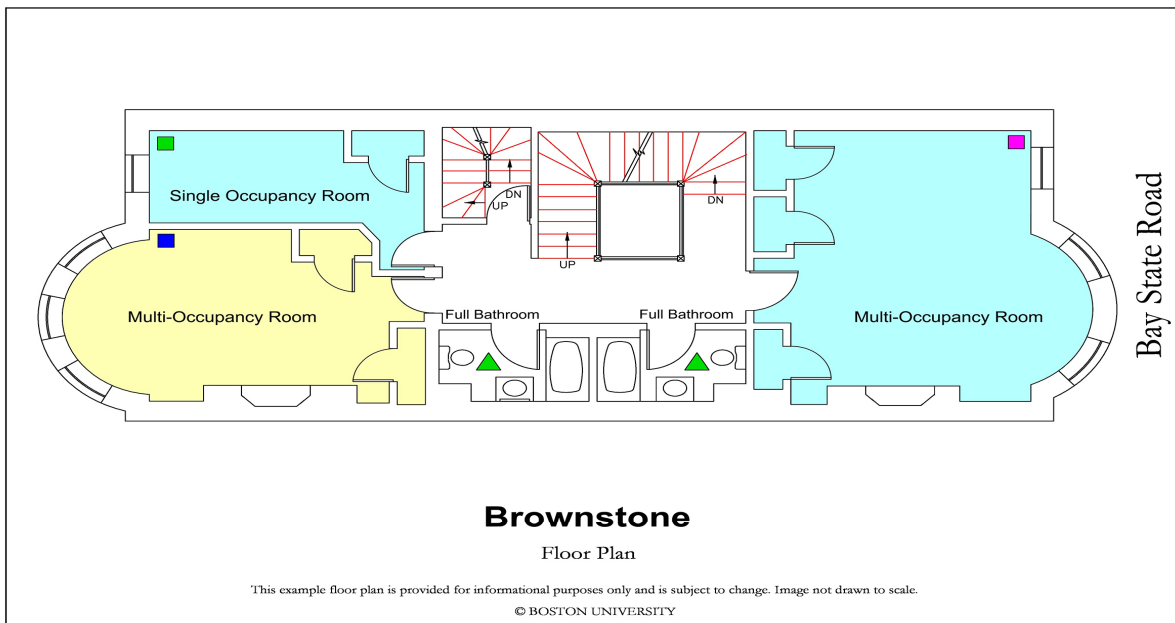 Single Occupancy Room
DN
UP
DN
UP
Multi-Occupancy Room
Full Bathroom
Full Bathroom
Multi-Occupancy Room
Bay State Road
Brownstone
Floor Plan
This example floor plan is provided for informational purposes only and is subject to change. Image not drawn to scale.
© BOSTON UNIVERSITY